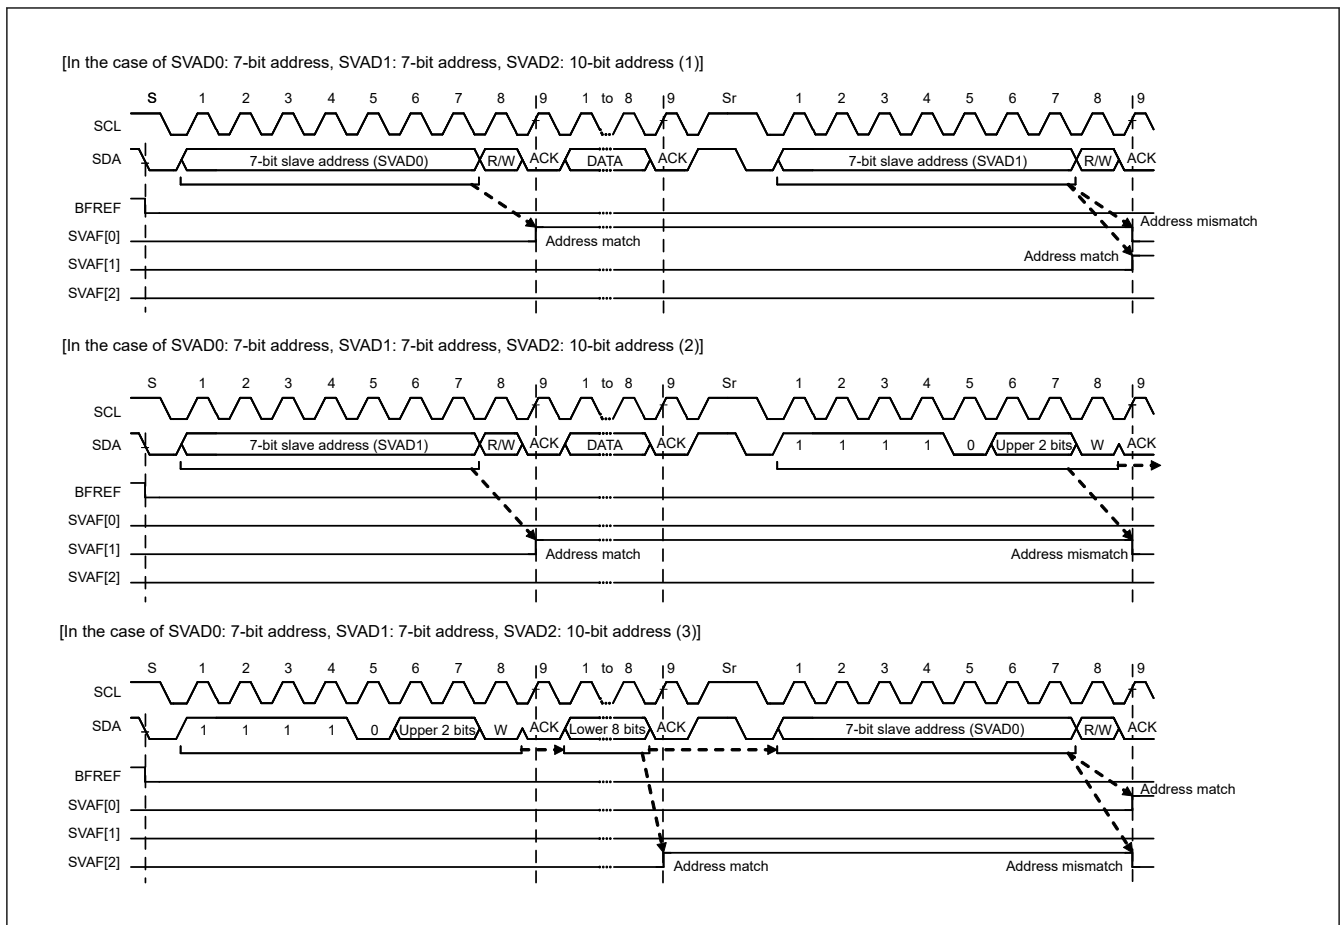 [In the case of SVAD0: 7-bit address, SVAD1: 7-bit address, SVAD2: 10-bit address (1)]
S 1 2 3 4 5 6 7 8 9 1 to 8 9 Sr 1 2 3 4 5 6 7 8 9
SCL
SDA 7-bit slave address (SVAD0) R/W ACK DATA ACK 7-bit slave address (SVAD1) R/W ACK
BFREF
Address mismatch
SVAF[0] Address match
SVAF[1] Address match
SVAF[2]
[In the case of SVAD0: 7-bit address, SVAD1: 7-bit address, SVAD2: 10-bit address (2)]
S 1 2 3 4 5 6 7 8 9 1 to 8 9 Sr 1 2 3 4 5 6 7 8 9
SCL
SDA 7-bit slave address (SVAD1) R/W ACK DATA ACK 1 1 1 1 0 Upper 2 bits W ACK
BFREF
SVAF[0]
SVAF[1] Address match Address mismatch
SVAF[2]
[In the case of SVAD0: 7-bit address, SVAD1: 7-bit address, SVAD2: 10-bit address (3)]
S 1 2 3 4 5 6 7 8 9 1 to 8 9 Sr 1 2 3 4 5 6 7 8 9
SCL
SDA 1 1 1 1 0 Upper 2 bits W ACK Lower 8 bits ACK 7-bit slave address (SVAD0) R/W ACK
BFREF
Address match
SVAF[0]
SVAF[1]
SVAF[2] Address match Address mismatch